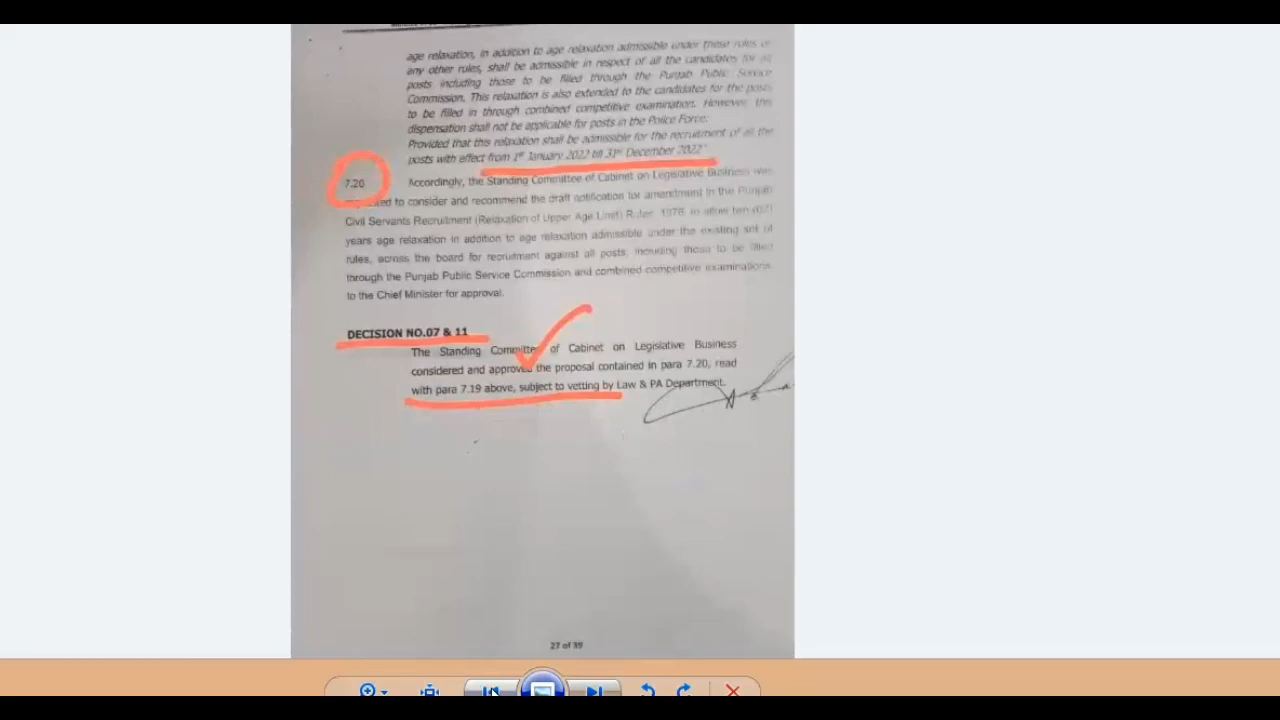 age relaxation, in addition to age relaxation admissible under these rules or
any other rules, shall be admissible in respect of all the candidates for all
posts including those to be filled through the Punjab Public Service
Commission. This relaxation is also extended to the candidates for the posts
to be filled in through combined competitive examination. However, this
dispensation shall not be applicable for posts in the Police Force:
Provided that this relaxation shall be admissible for the recruitment of all the
posts with effect from 1st January 2022 till 31st December 2022"
7.20 Accordingly, the Standing Committee of Cabinet on Legislative Business was
to consider and recommend the draft notification for amendment in the Punjab
Civil Servants Recruitment (Relaxation of Upper Age Limit) Rules, 1976, to allow two (02)
years age relaxation in addition to age relaxation admissible under the existing set of
rules, across the board for recruitment against all posts, including those to be filled
through the Punjab Public Service Commission and combined competitive examinations,
to the Chief Minister for approval.
DECISION NO.07 & 11
The Standing Committee of Cabinet on Legislative Business
considered and approved the proposal contained in para 7.20, read
with para 7.19 above, subject to vetting by Law & PA Department.
27 of 39